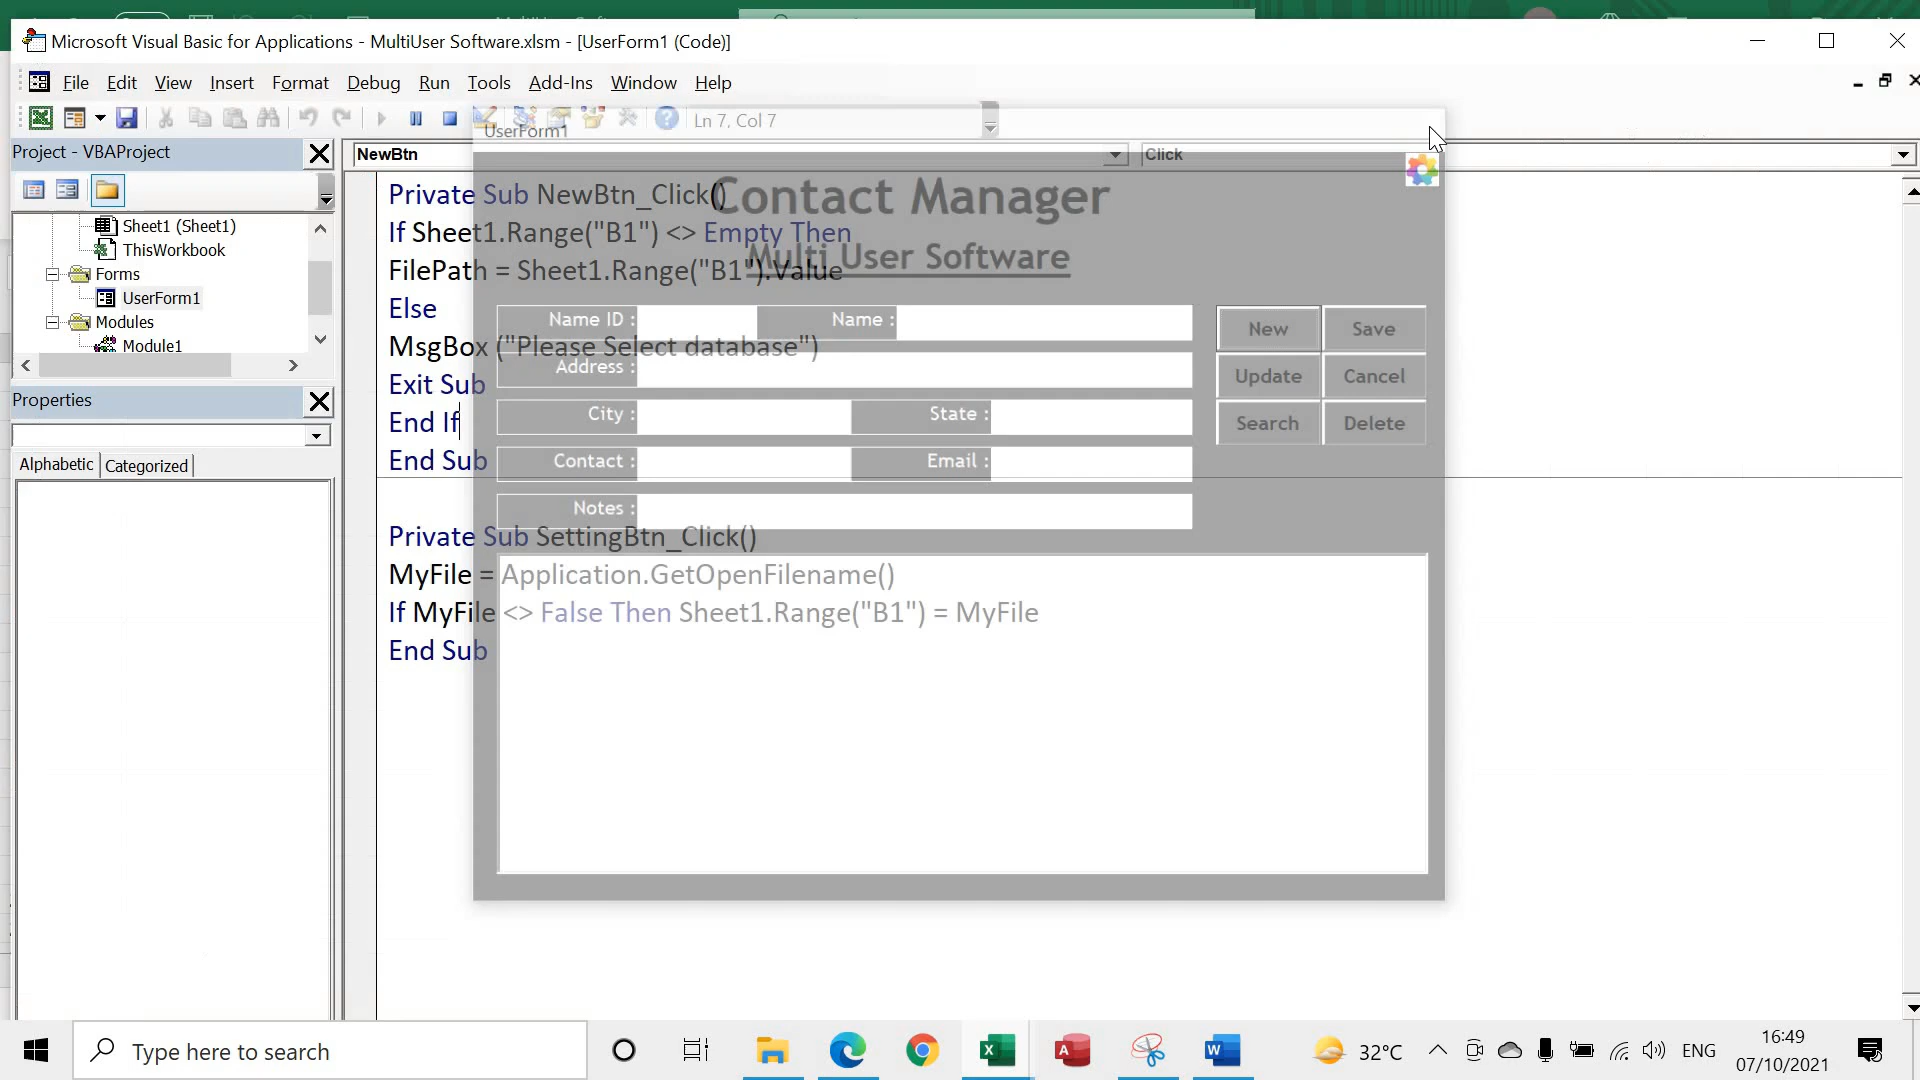 Microsoft Visual Basic for Applications - MultiUser Software.xlsm - [UserForm1 (Code)]
File Edit View Insert Format Debug Run Tools Add-Ins Window Help
Ln 7, Col 7
UserForm1
Project - VBAProject
NewBtn
Click
Sheet1 (Sheet1)
ThisWorkbook
Forms
UserForm1
Modules
Module1
Properties
Alphabetic Categorized
Private Sub NewBtn_Click()
If Sheet1.Range("B1") <> Empty Then
FilePath = Sheet1.Range("B1").Value
Else
MsgBox ("Please Select database")
Exit Sub
End If
End Sub
Private Sub SettingBtn_Click()
MyFile = Application.GetOpenFilename()
If MyFile <> False Then Sheet1.Range("B1") = MyFile
End Sub
Contact Manager
Multi User Software
Name ID :
Name :
Address :
City :
State :
Contact :
Email :
Notes :
New Save
Update Cancel
Search Delete
Type here to search
32°C
ENG
16:49
07/10/2021